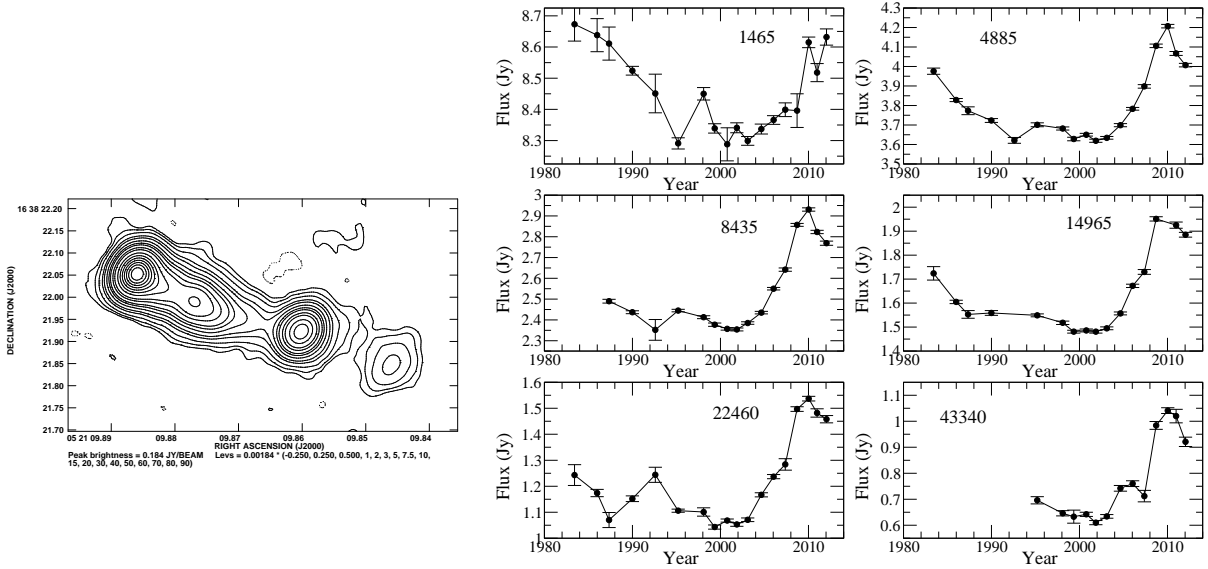 DECLINATION (J2000)
16 38 22.20
22.15
22.10
22.05
22.00
21.95
21.90
21.85
21.80
21.75
21.70
05 21 09.89 09.88 09.87 09.86 09.85 09.84
RIGHT ASCENSION (J2000)
Peak brightness = 0.184 JY/BEAM Levs = 0.00184 * (-0.250, 0.250, 0.500, 1, 2, 3, 5, 7.5, 10,
15, 20, 30, 40, 50, 60, 70, 80, 90)
1465
Flux (Jy)
8.7
8.6
8.5
8.4
8.3
1980 1990 2000 2010
Year
4885
Flux (Jy)
4.3
4.2
4.1
4
3.9
3.8
3.7
3.6
3.5
1980 1990 2000 2010
Year
8435
Flux (Jy)
3
2.9
2.8
2.7
2.6
2.5
2.4
2.3
1980 1990 2000 2010
Year
14965
Flux (Jy)
2
1.9
1.8
1.7
1.6
1.5
1.4
1980 1990 2000 2010
Year
22460
Flux (Jy)
1.6
1.5
1.4
1.3
1.2
1.1
1
1980 1990 2000 2010
Year
43340
Flux (Jy)
1.1
1
0.9
0.8
0.7
0.6
1980 1990 2000 2010
Year